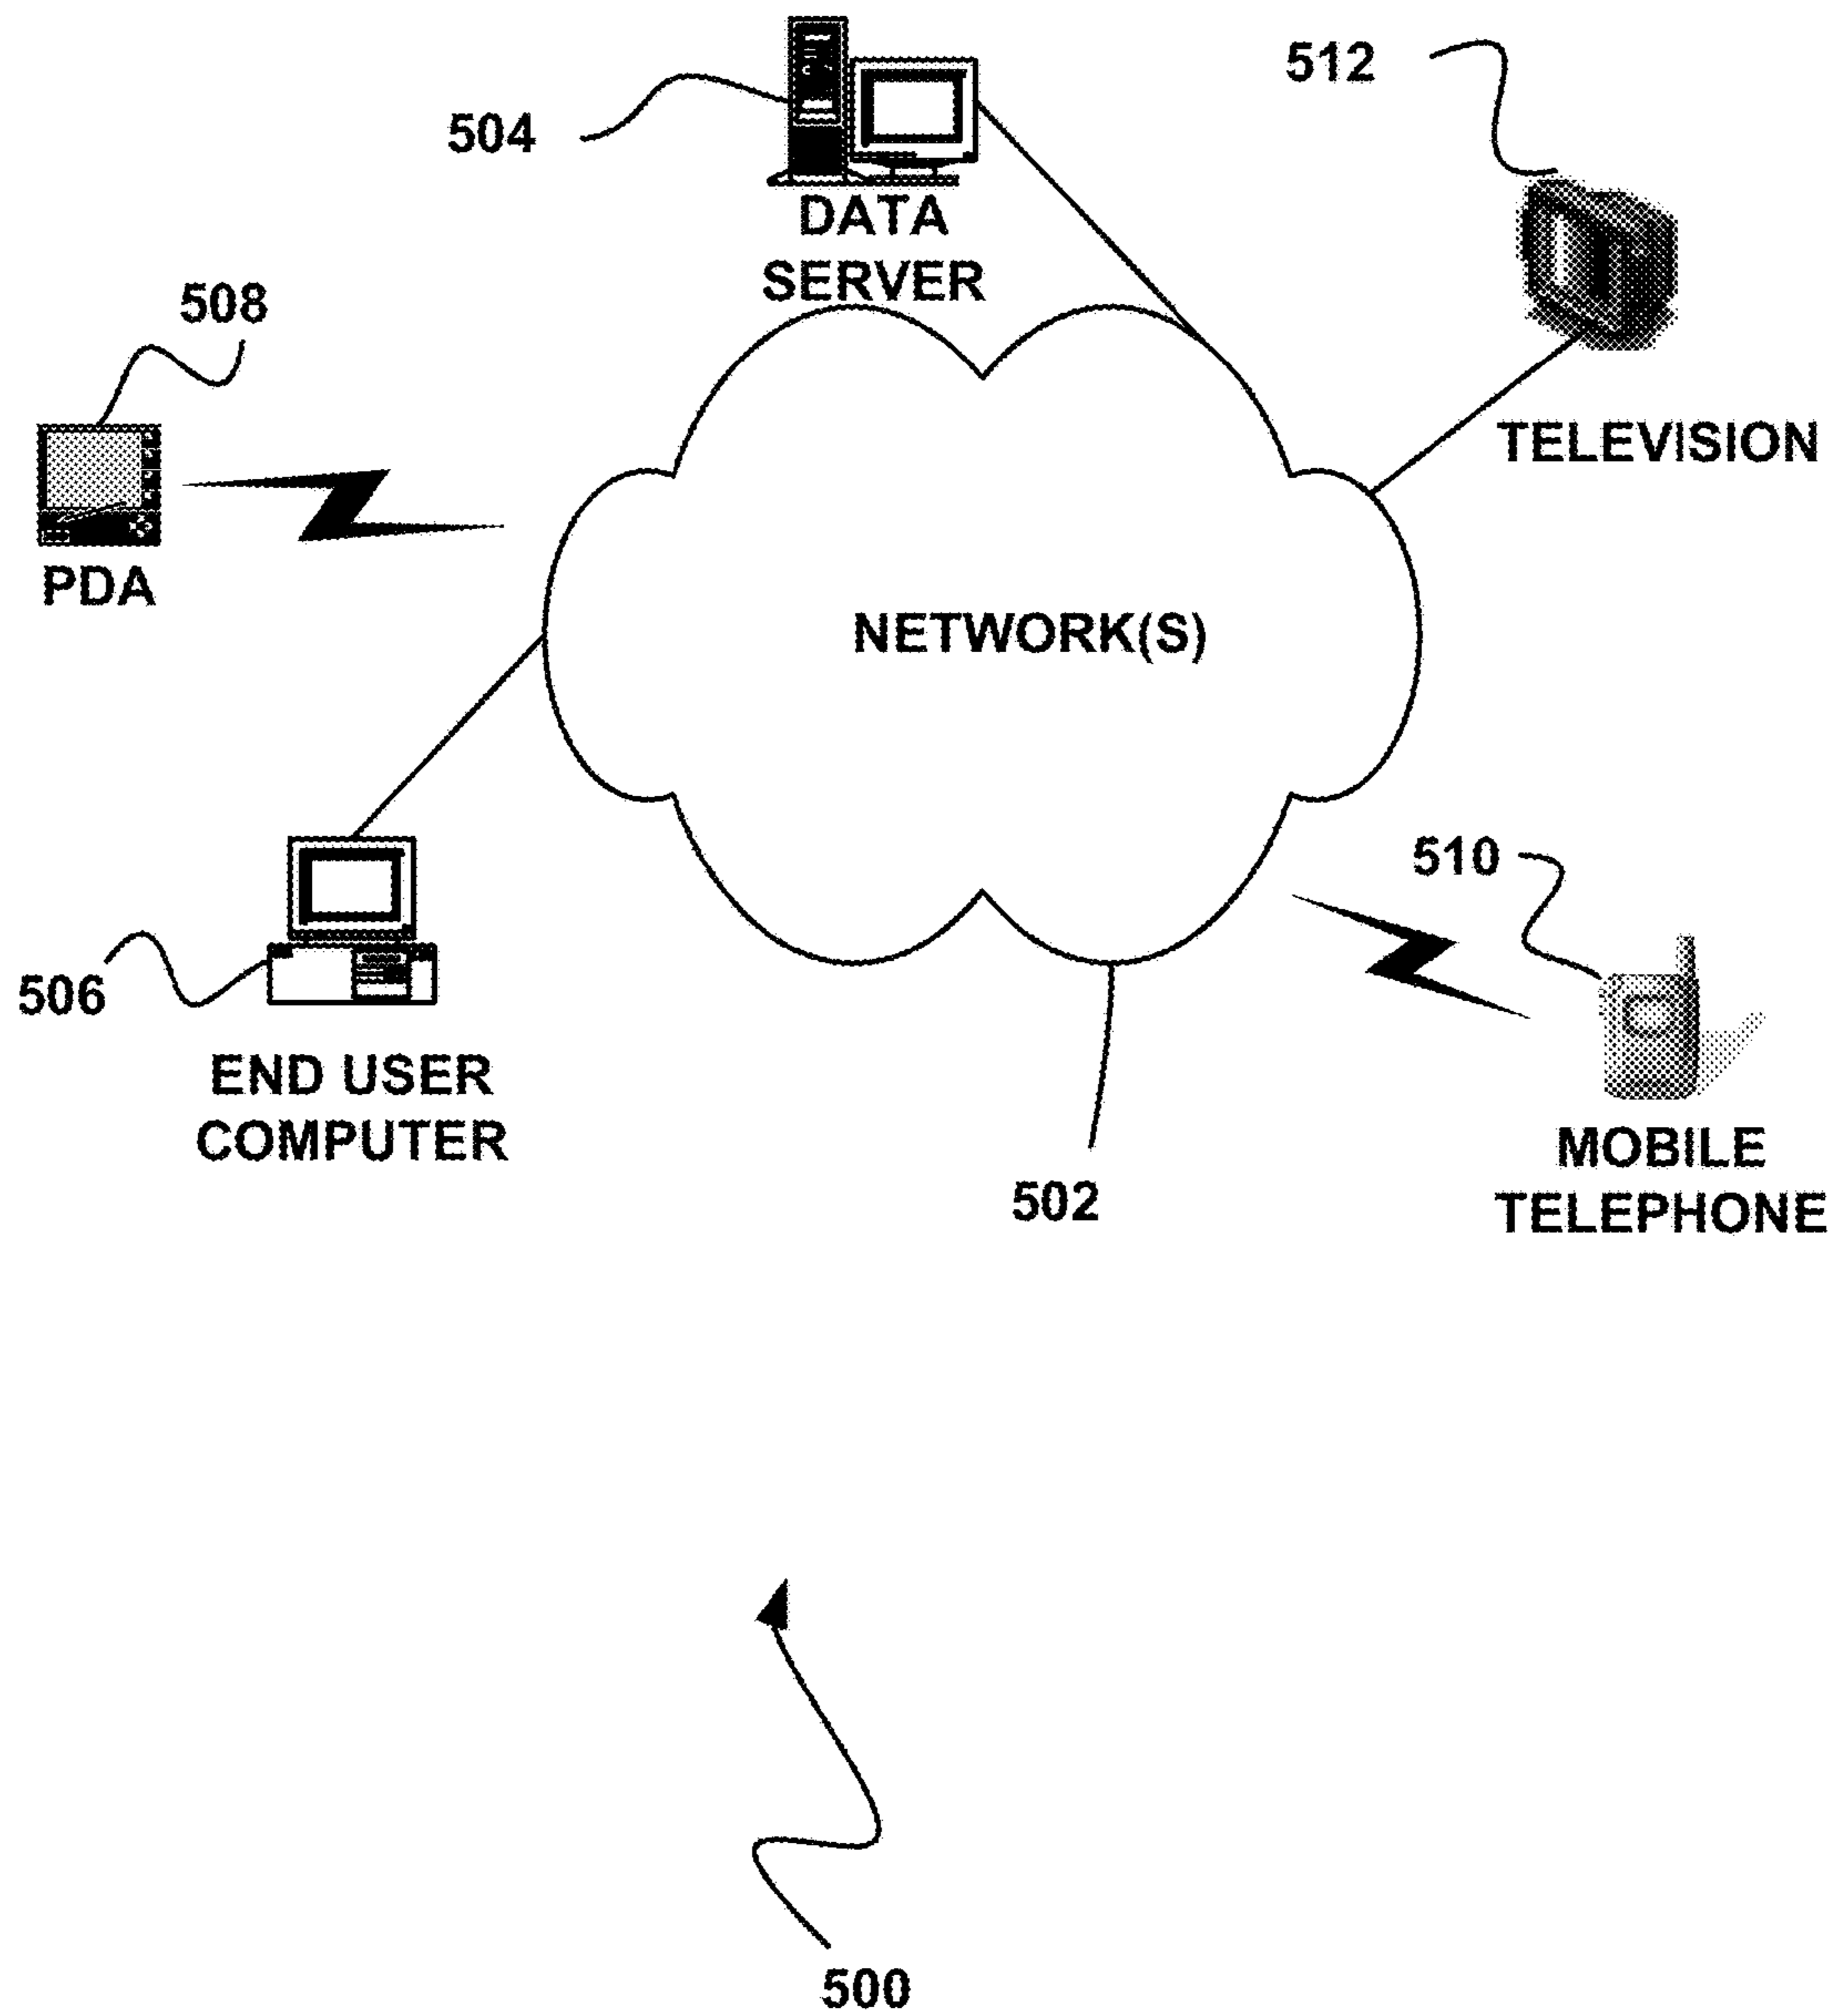 512
504
DATA
SERVER
508
TELEVISION
PDA
NETWORK(S)
510
506
END USER
COMPUTER
MOBILE
TELEPHONE
502
500